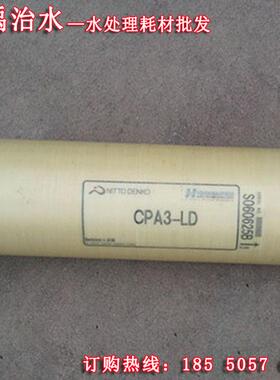 治水—水处理耗材批发
NITTO DENKO
CPA3-LD
S0606258
订购热线：185 5057